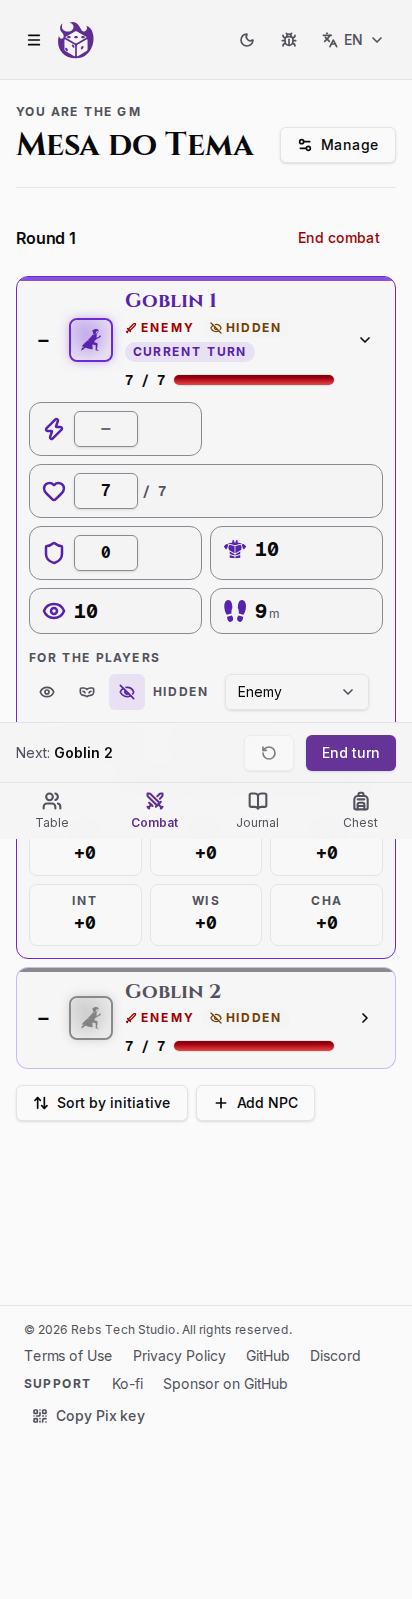 EN
YOU ARE THE GM
Mesa do Tema
Manage
Round 1
End combat
Goblin 1
ENEMY HIDDEN
CURRENT TURN
– 
7 / 7
–
7 / 7
0
10
10
9 m
FOR THE PLAYERS
HIDDEN
Enemy
Next: Goblin 2
End turn
Table Combat Journal Chest
+0 +0 +0
INT WIS CHA
+0 +0 +0
Goblin 2
ENEMY HIDDEN
–
7 / 7
Sort by initiative
Add NPC
© 2026 Rebs Tech Studio. All rights reserved.
Terms of Use Privacy Policy GitHub Discord
SUPPORT Ko-fi Sponsor on GitHub
Copy Pix key